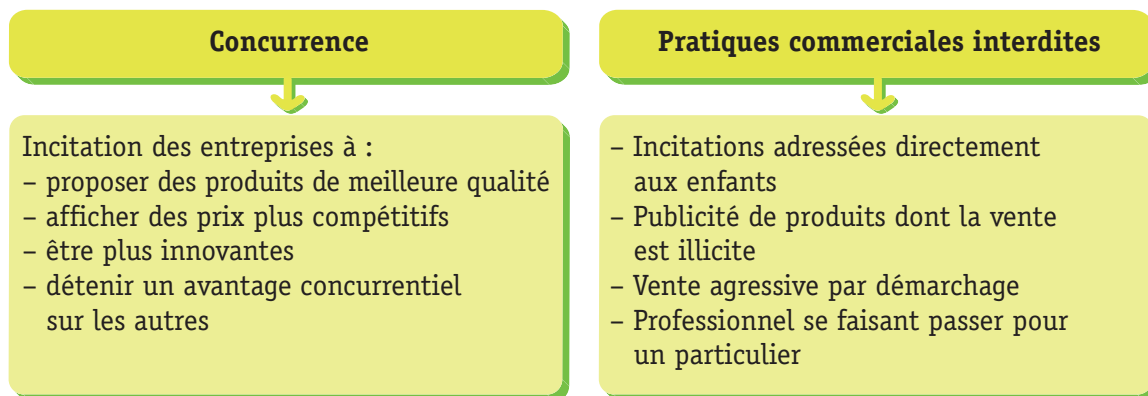 Concurrence
Incitation des entreprises à :
– proposer des produits de meilleure qualité
– afficher des prix plus compétitifs
– être plus innovantes
– détenir un avantage concurrentiel
sur les autres
Pratiques commerciales interdites
– Incitations adressées directement
aux enfants
– Publicité de produits dont la vente
est illicite
– Vente agressive par démarchage
– Professionnel se faisant passer pour
un particulier